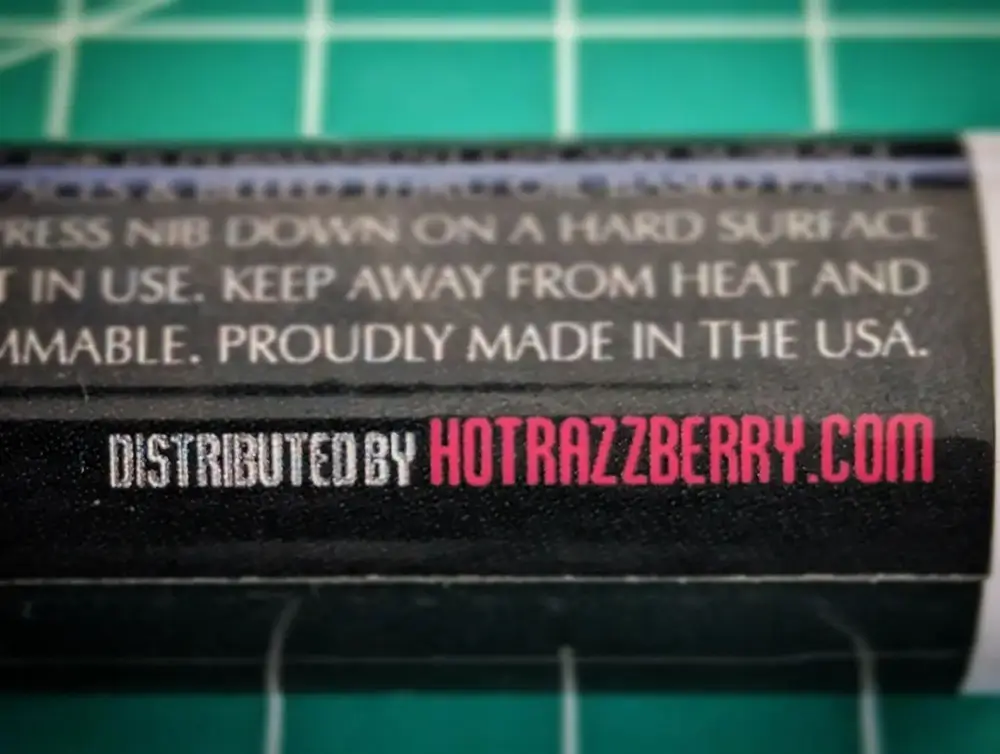 RESS NIB DOWN ON A HARD SURFACE
T IN USE. KEEP AWAY FROM HEAT AND
MMABLE. PROUDLY MADE IN THE USA.
DISTRIBUTED BY HOTRAZZBERRY.COM